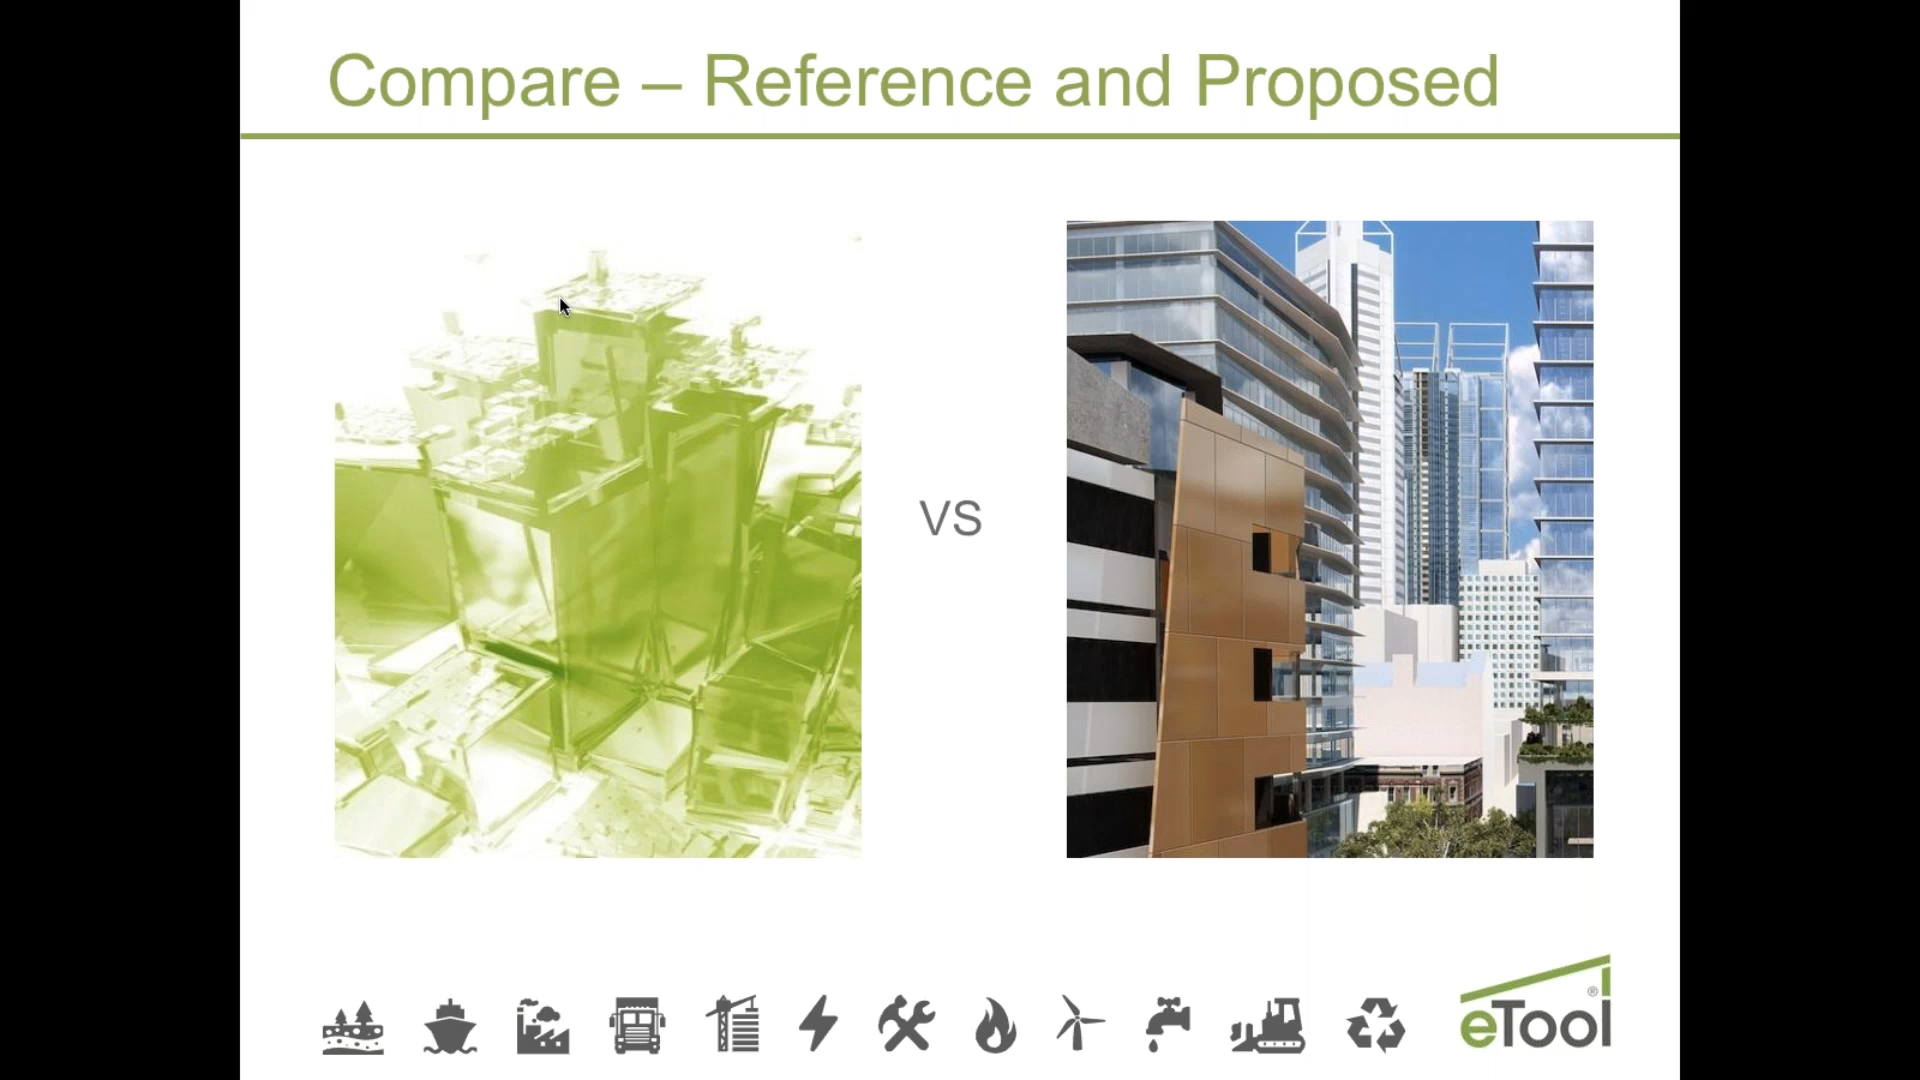 Compare – Reference and Proposed
VS
eTool®